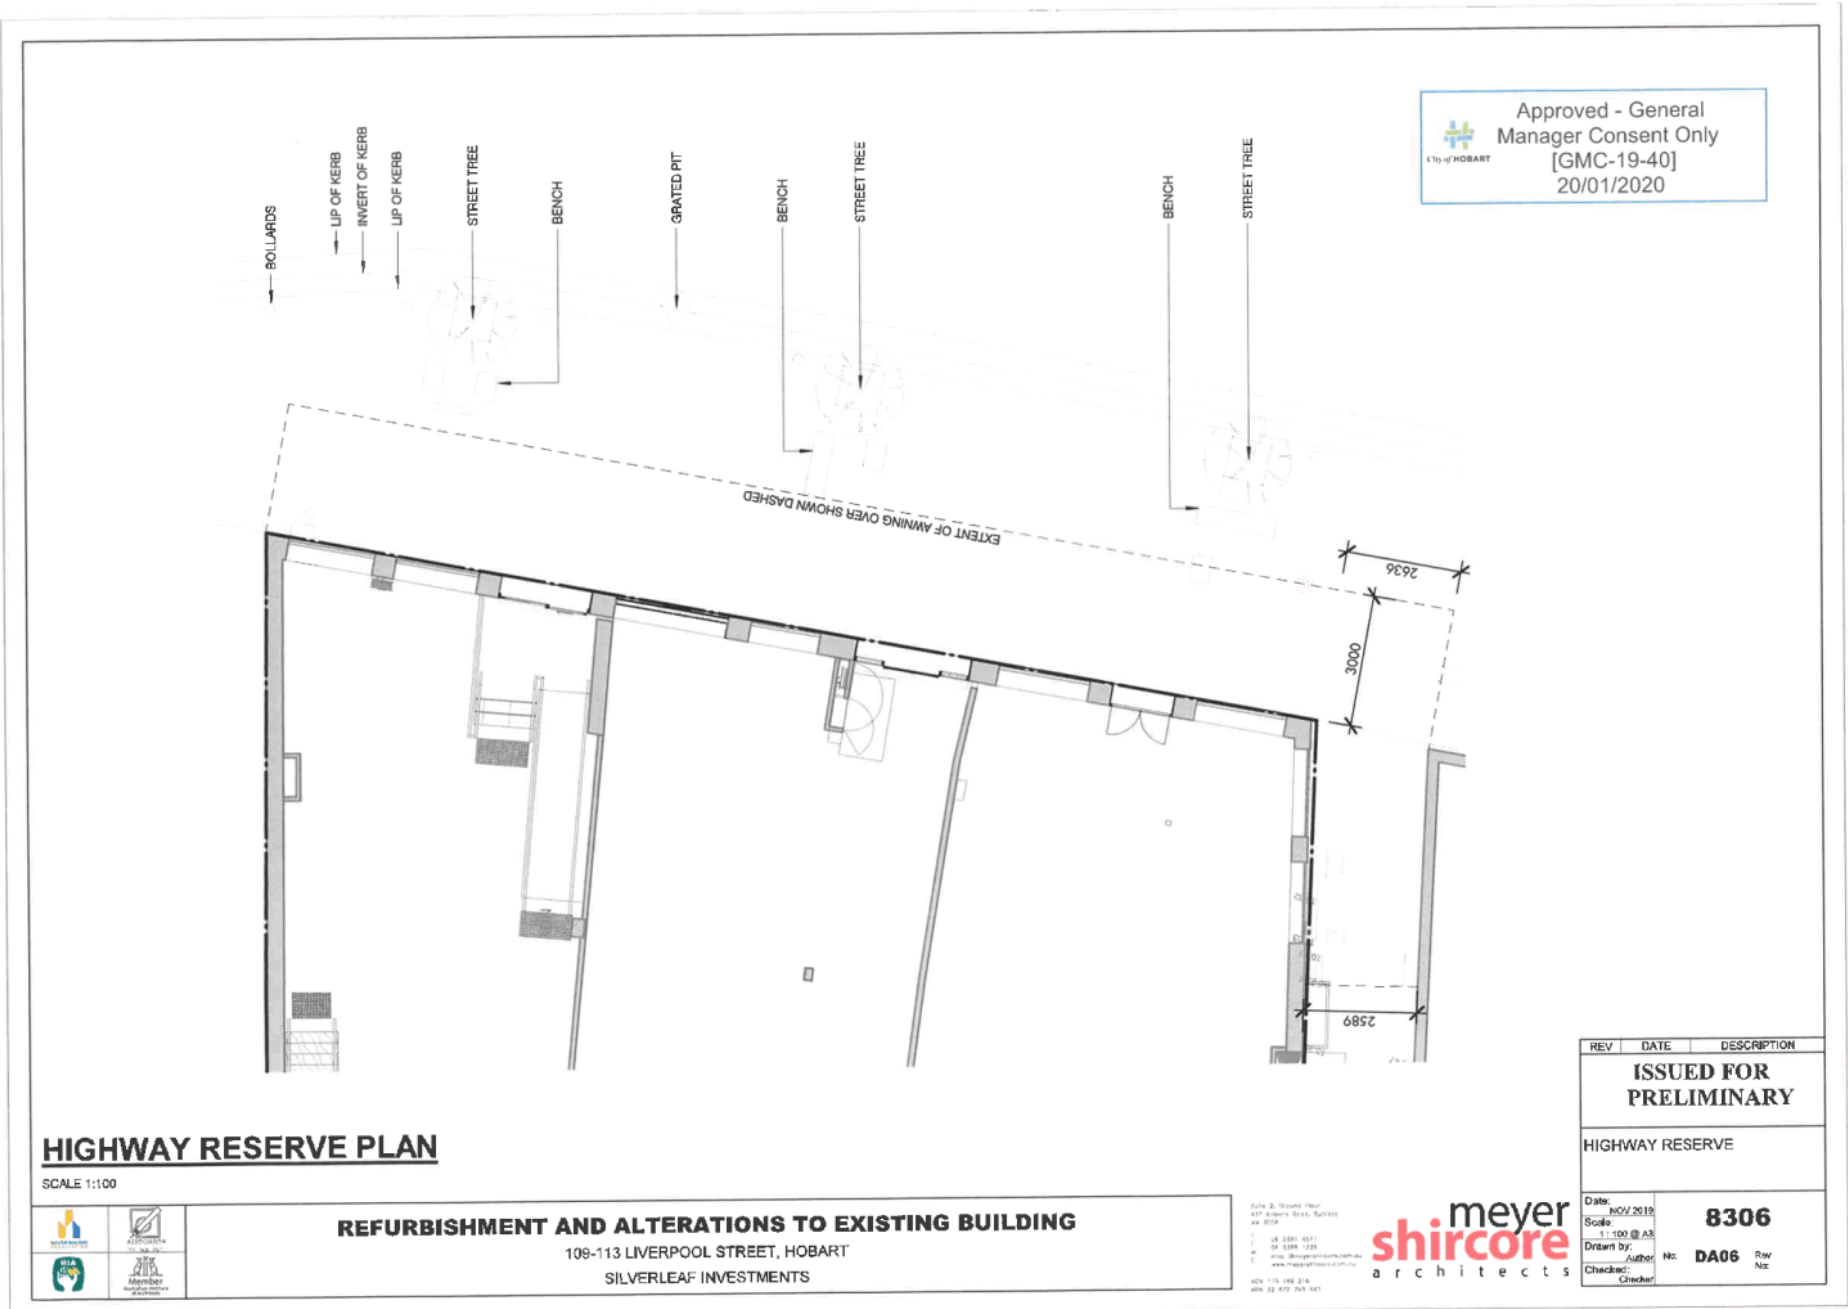 Approved - General
Manager Consent Only
[GMC-19-40]
20/01/2020
City of HOBART
BOLLARDS
LIP OF KERB
INVERT OF KERB
LIP OF KERB
STREET TREE
BENCH
GRATED PIT
BENCH
STREET TREE
BENCH
STREET TREE
EXTENT OF AWNING OVER SHOWN DASHED
2636
3000
2589
HIGHWAY RESERVE PLAN
SCALE 1:100
REV DATE DESCRIPTION
ISSUED FOR
PRELIMINARY
HIGHWAY RESERVE
Date:
NOV 2019
Scale:
1 : 100 @ A3
Drawn by:
Author
Checked:
Checker
8306
No: DA06 Rev
No:
REFURBISHMENT AND ALTERATIONS TO EXISTING BUILDING
109-113 LIVERPOOL STREET, HOBART
SILVERLEAF INVESTMENTS
HIA
Member
meyer
shircore
architects